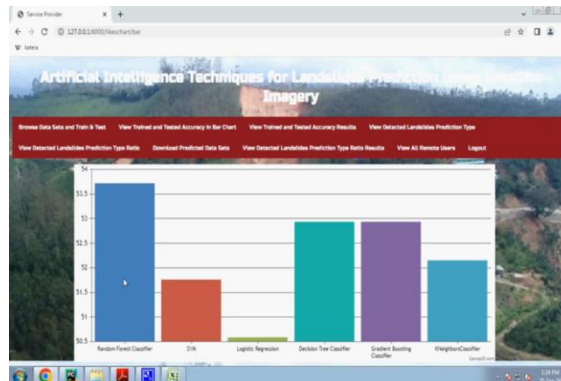 Service Provider
127.0.0.1:8000/likeschart/bar
Artificial Intelligence Techniques for Landslide Prediction Using Satellite
Imagery
Browse Data Sets and Train & Test View Trained and Tested Accuracy in Bar Chart View Trained and Tested Accuracy Results View Detected Landslides Prediction Type
View Detected Landslides Prediction Type Ratio Download Predicted Data Sets View Detected Landslides Prediction Type Ratio Results View All Remote Users Logout
54
53.5
53
52.5
52
51.5
51
50.5
Random Forest Classifier SVM Logistic Regression Decision Tree Classifier Gradient Boosting Classifier KNeighborsClassifier